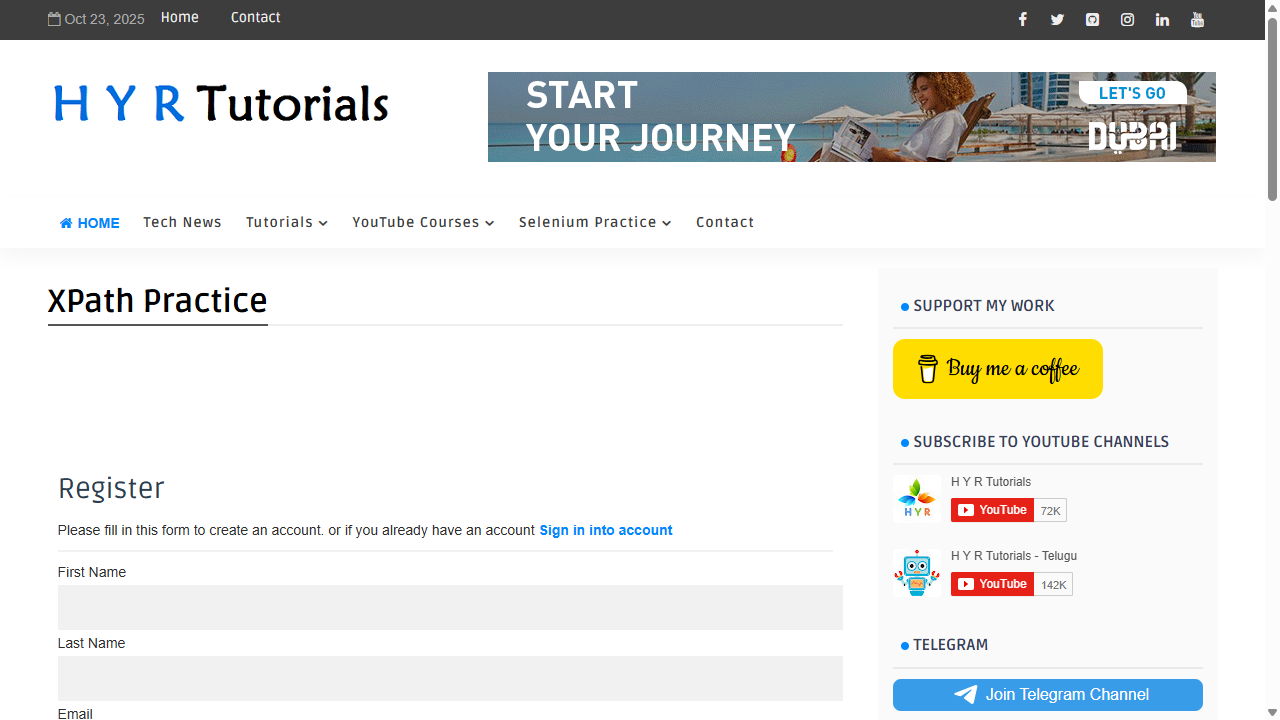 Oct 23, 2025 Home Contact
H Y R Tutorials
START
YOUR JOURNEY
LET'S GO
DUBAI
HOME Tech News Tutorials YouTube Courses Selenium Practice Contact
XPath Practice
Register
Please fill in this form to create an account. or if you already have an account Sign in into account
First Name
Last Name
Email
SUPPORT MY WORK
Buy me a coffee
SUBSCRIBE TO YOUTUBE CHANNELS
HYR
H Y R Tutorials
YouTube 72K
H Y R Tutorials - Telugu
YouTube 142K
TELEGRAM
Join Telegram Channel